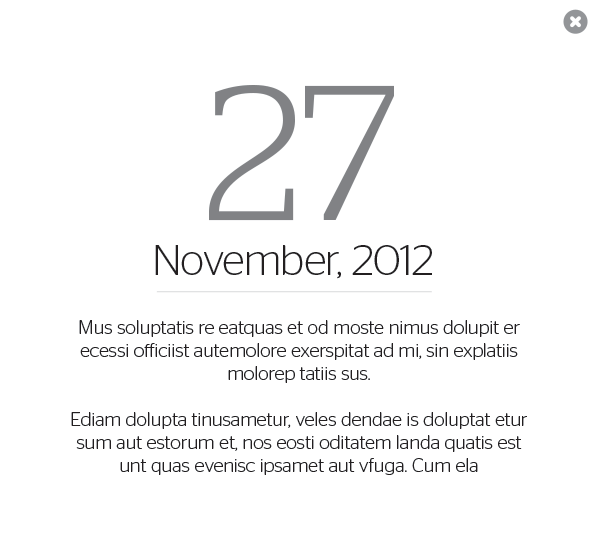 27
November, 2012
Mus soluptatis re eatquas et od moste nimus dolupit er
ecessi officiist autemolore exerspitat ad mi, sin explatiis
molorep tatiis sus.
Ediam dolupta tinusametur, veles dendae is doluptat etur
sum aut estorum et, nos eosti oditatem landa quatis est
unt quas evenisc ipsamet aut vfuga. Cum ela